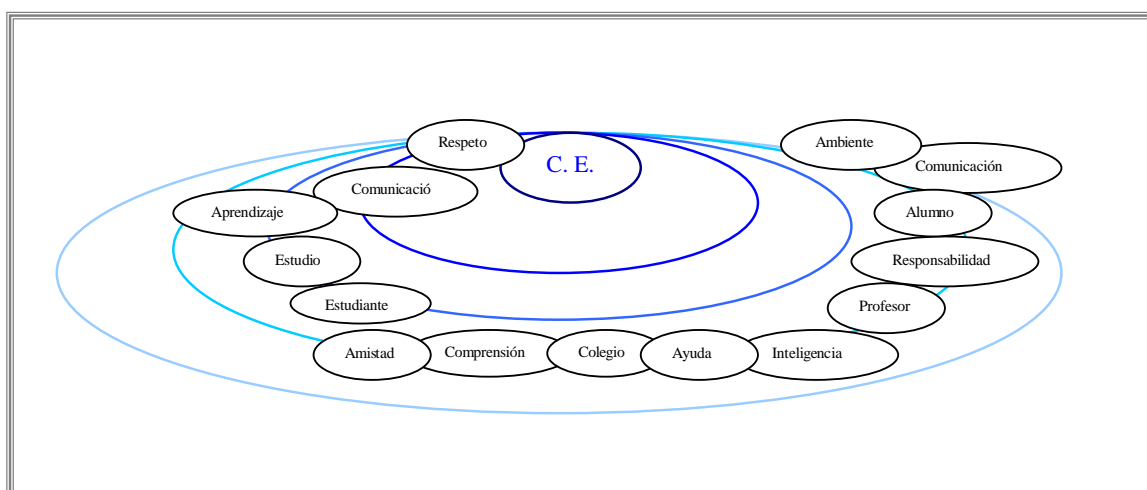 Respeto
C. E.
Ambiente
Comunicación
Comunicació
Aprendizaje
Alumno
Estudio
Responsabilidad
Estudiante
Profesor
Amistad
Comprensión
Colegio
Ayuda
Inteligencia